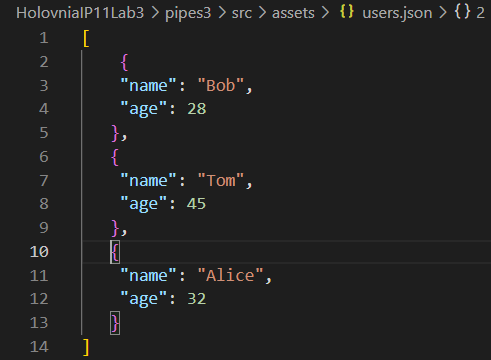 HolovniaIP11Lab3 > pipes3 > src > assets > {} users.json > {} 2
1 [
2 {
3 "name": "Bob",
4 "age": 28
5 },
6 {
7 "name": "Tom",
8 "age": 45
9 },
10 {
11 "name": "Alice",
12 "age": 32
13 }
14 ]